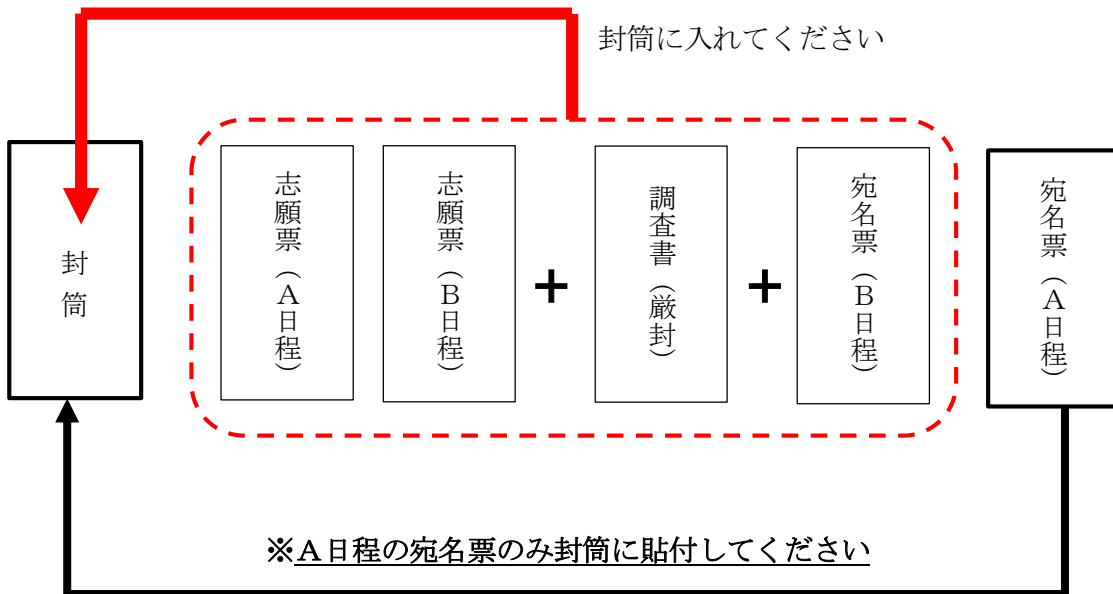 封筒に入れてください
封筒
志願票（A日程）
志願票（B日程）
＋
調査書（厳封）
＋
宛名票（B日程）
宛名票（A日程）
※A日程の宛名票のみ封筒に貼付してください